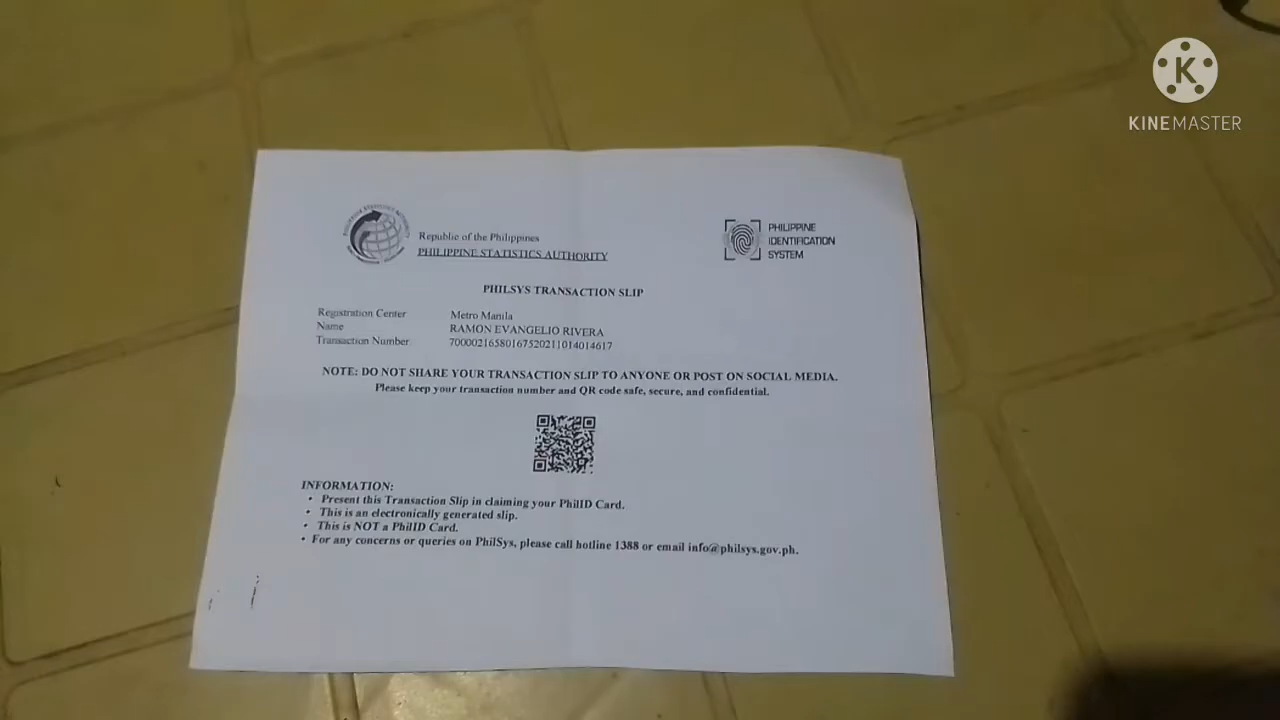 KINEMASTER
PHILIPPINE STATISTICS AUTHORITY
Republic of the Philippines
PHILIPPINE STATISTICS AUTHORITY
PHILIPPINE
IDENTIFICATION
SYSTEM
PHILSYS TRANSACTION SLIP
Registration Center Metro Manila
Name RAMON EVANGELIO RIVERA
Transaction Number 70000216580167520211014014617
NOTE: DO NOT SHARE YOUR TRANSACTION SLIP TO ANYONE OR POST ON SOCIAL MEDIA.
Please keep your transaction number and QR code safe, secure, and confidential.
INFORMATION:
• Present this Transaction Slip in claiming your PhilID Card.
• This is an electronically generated slip.
• This is NOT a PhilID Card.
• For any concerns or queries on PhilSys, please call hotline 1388 or email info@philsys.gov.ph.